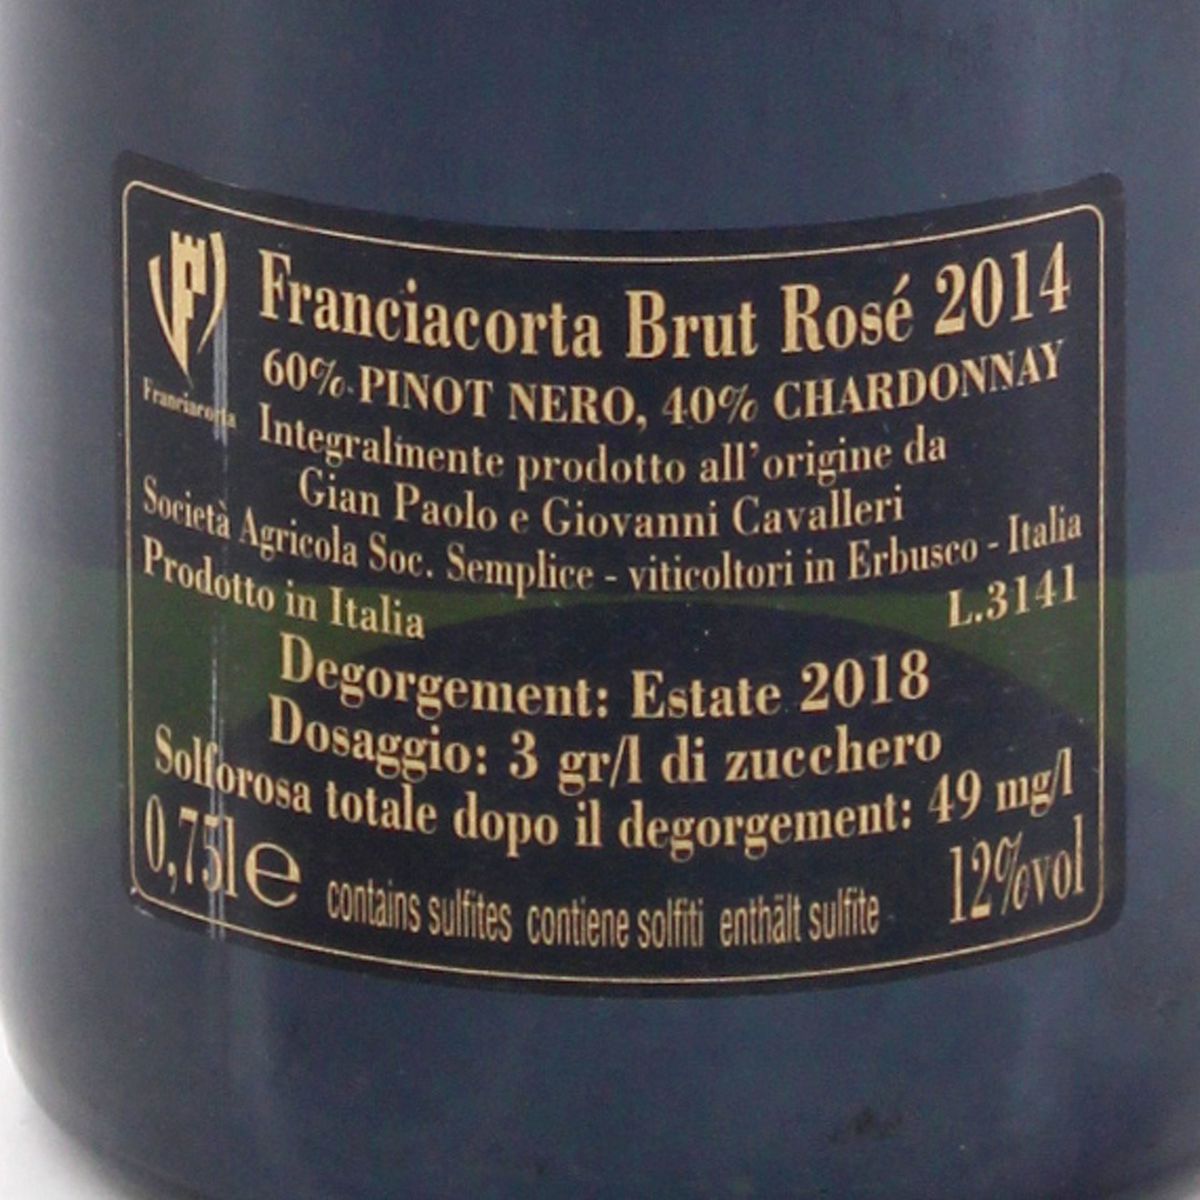 Franciacorta Brut Rosé 2014
Franciacorta
60% PINOT NERO, 40% CHARDONNAY
Integralmente prodotto all'origine da
Gian Paolo e Giovanni Cavalleri
Società Agricola Soc. Semplice - viticoltori in Erbusco - Italia
Prodotto in Italia L.3141
Degorgement: Estate 2018
Dosaggio: 3 gr/l di zucchero
Solforosa totale dopo il degorgement: 49 mg/l
0,75l e contains sulfites contiene solfiti enthält sulfite 12%vol